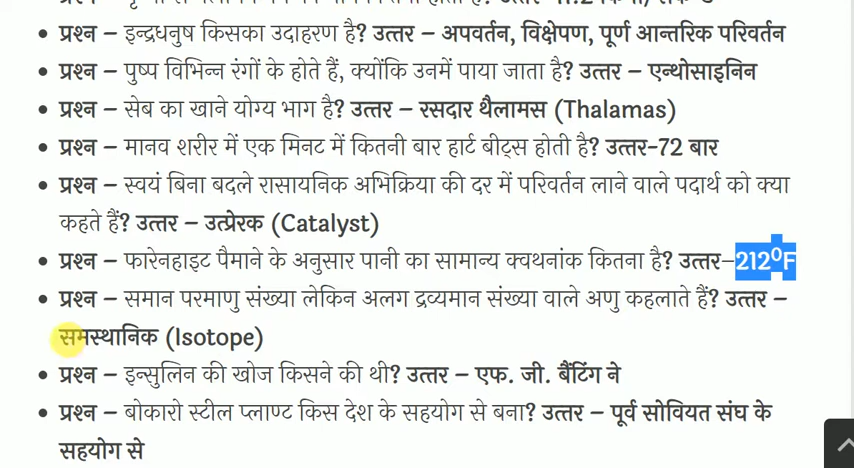 प्रश्न – इन्द्रधनुष किसका उदाहरण है? उत्तर – अपवर्तन, विक्षेपण, पूर्ण आन्तरिक परिवर्तन
प्रश्न – पुष्प विभिन्न रंगों के होते हैं, क्योंकि उनमें पाया जाता है? उत्तर – एन्थोसाइनिन
प्रश्न – सेब का खाने योग्य भाग है? उत्तर – रसदार थैलामस (Thalamas)
प्रश्न – मानव शरीर में एक मिनट में कितनी बार हार्ट बीट्स होती है? उत्तर-72 बार
प्रश्न – स्वयं बिना बदले रासायनिक अभिक्रिया की दर में परिवर्तन लाने वाले पदार्थ को क्या
कहते हैं? उत्तर – उत्प्रेरक (Catalyst)
प्रश्न – फारेनहाइट पैमाने के अनुसार पानी का सामान्य क्वथनांक कितना है? उत्तर–212⁰F
प्रश्न – समान परमाणु संख्या लेकिन अलग द्रव्यमान संख्या वाले अणु कहलाते हैं? उत्तर –
समस्थानिक (Isotope)
प्रश्न – इन्सुलिन की खोज किसने की थी? उत्तर – एफ. जी. बैंटिंग ने
प्रश्न – बोकारो स्टील प्लाण्ट किस देश के सहयोग से बना? उत्तर – पूर्व सोवियत संघ के
सहयोग से